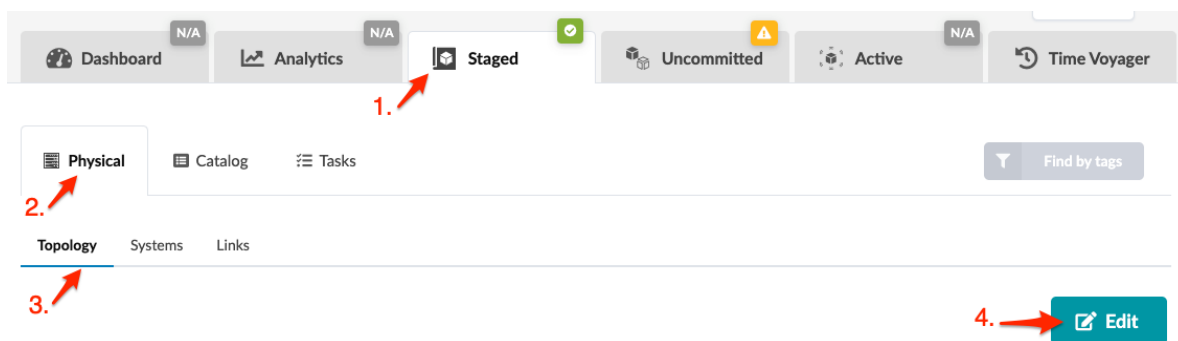 N/A N/A N/A
Dashboard Analytics Staged Uncommitted Active Time Voyager
1.
Physical Catalog Tasks Find by tags
2.
Topology Systems Links
3.
4. Edit